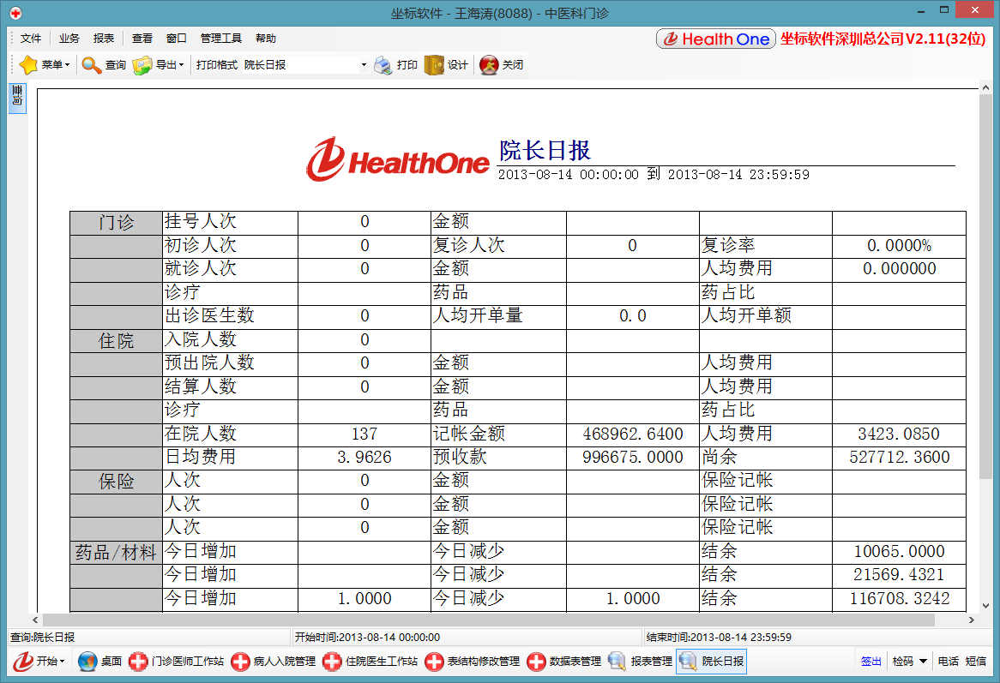 坐标软件 - 王海涛(8088) - 中医科门诊
文件 业务 报表 查看 窗口 管理工具 帮助
Health One 坐标软件深圳总公司V2.11(32位)
菜单 查询 导出 打印格式 院长日报 打印 设计 关闭
查询
HealthOne 院长日报
2013-08-14 00:00:00 到 2013-08-14 23:59:59
门诊 挂号人次 0 金额
初诊人次 0 复诊人次 0 复诊率 0.0000%
就诊人次 0 金额 人均费用 0.000000
诊疗 药品 药占比
出诊医生数 0 人均开单量 0.0 人均开单额
住院 入院人数 0
预出院人数 0 金额 人均费用
结算人数 0 金额 人均费用
诊疗 药品 药占比
在院人数 137 记帐金额 468962.6400 人均费用 3423.0850
日均费用 3.9626 预收款 996675.0000 尚余 527712.3600
保险 人次 0 金额 保险记帐
人次 0 金额 保险记帐
人次 0 金额 保险记帐
药品/材料 今日增加 今日减少 结余 10065.0000
今日增加 今日减少 结余 21569.4321
今日增加 1.0000 今日减少 1.0000 结余 116708.3242
查询:院长日报 开始时间:2013-08-14 00:00:00 结束时间:2013-08-14 23:59:59
开始 桌面 门诊医师工作站 病人入院管理 住院医生工作站 表结构修改管理 数据表管理 报表管理 院长日报 签出 检码 电话 短信